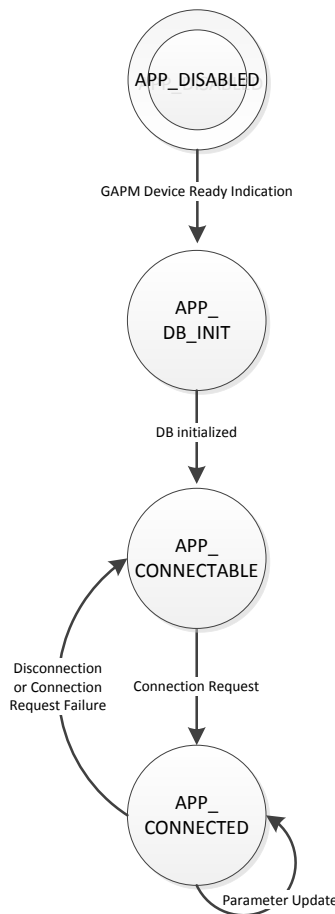 APP_DISABLED
GAPM Device Ready Indication
APP_
DB_INIT
DB initialized
APP_
CONNECTABLE
Disconnection
or Connection
Request Failure
Connection Request
APP_
CONNECTED
Parameter Update